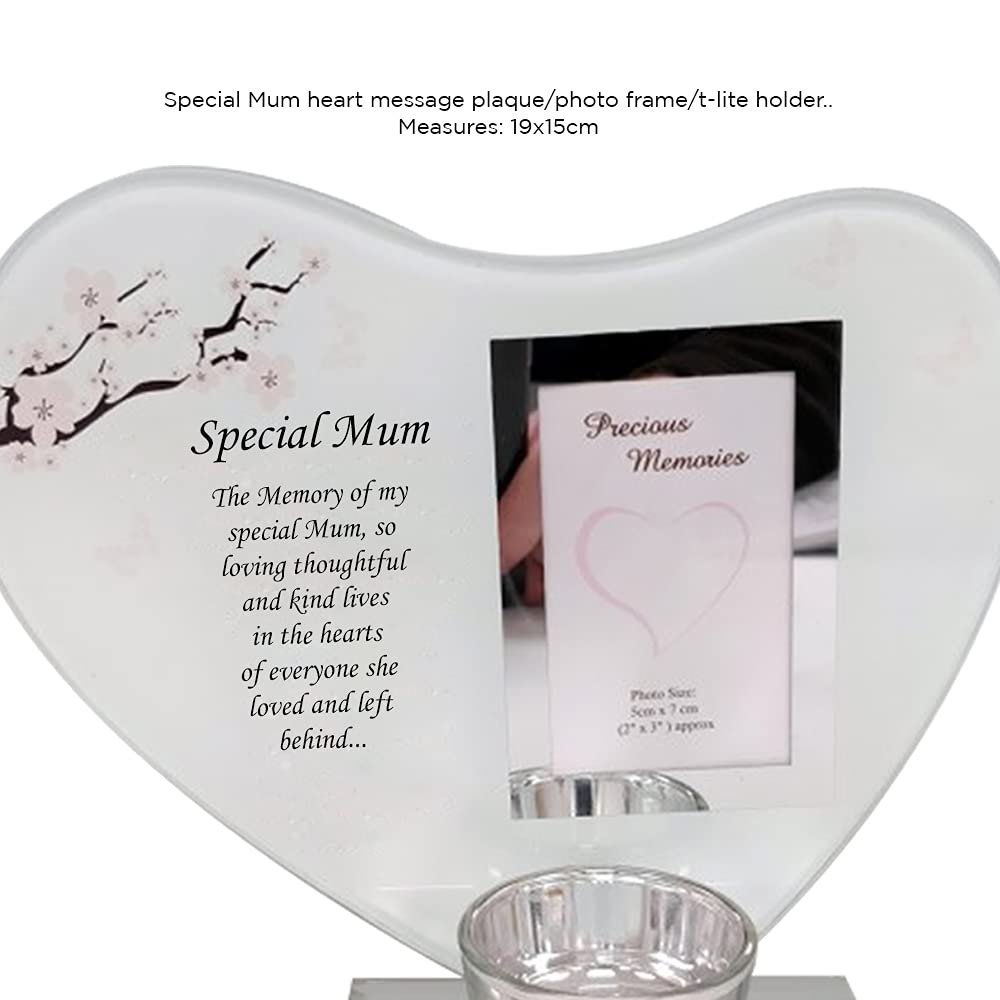 Special Mum heart message plaque/photo frame/t-lite holder..
Measures: 19x15cm
Special Mum
The Memory of my
special Mum, so
loving thoughtful
and kind lives
in the hearts
of everyone she
loved and left
behind...
Precious
Memories
Photo Size:
5cm x 7 cm
(2" x 3" ) approx